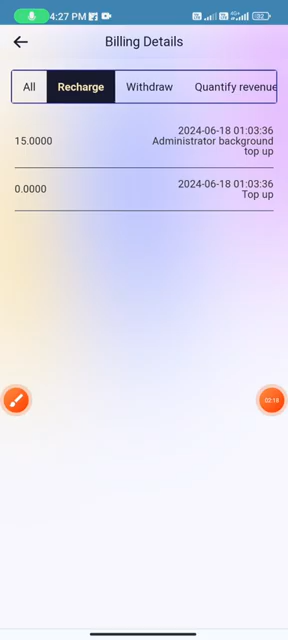 4:27 PM
Billing Details
All Recharge Withdraw Quantify revenue
2024-06-18 01:03:36
15.0000 Administrator background
top up
2024-06-18 01:03:36
0.0000 Top up
02:18